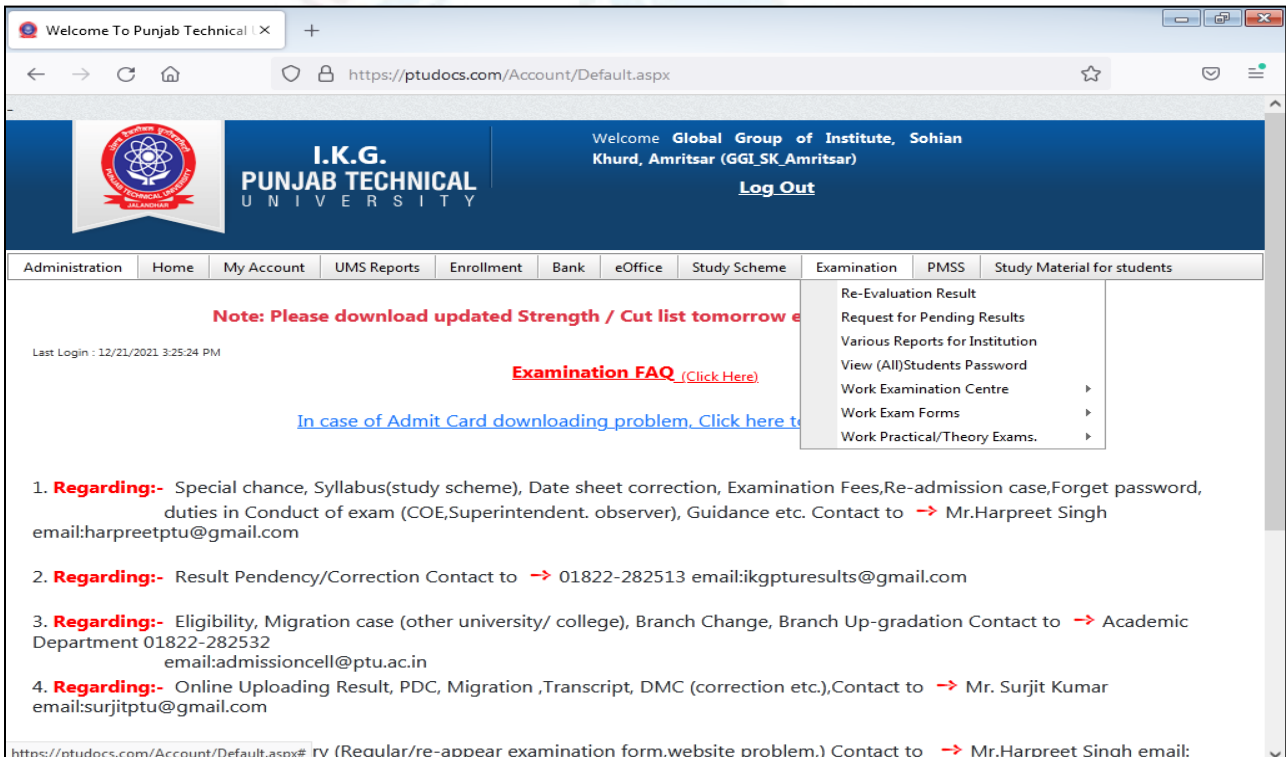 Welcome To Punjab Technical U
https://ptudocs.com/Account/Default.aspx
-
JALANDHAR
I.K.G.
PUNJAB TECHNICAL
UNIVERSITY
Welcome Global Group of Institute, Sohian
Khurd, Amritsar (GGI_SK_Amritsar)
Log Out
Administration Home My Account UMS Reports Enrollment Bank eOffice Study Scheme Examination PMSS Study Material for students
Re-Evaluation Result
Request for Pending Results
Various Reports for Institution
View (All)Students Password
Work Examination Centre
Work Exam Forms
Work Practical/Theory Exams.
Note: Please download updated Strength / Cut list tomorrow e
Last Login : 12/21/2021 3:25:24 PM
Examination FAQ (Click Here)
In case of Admit Card downloading problem, Click here to
1. Regarding:- Special chance, Syllabus(study scheme), Date sheet correction, Examination Fees,Re-admission case,Forget password,
duties in Conduct of exam (COE,Superintendent. observer), Guidance etc. Contact to -> Mr.Harpreet Singh
email:harpreetptu@gmail.com
2. Regarding:- Result Pendency/Correction Contact to -> 01822-282513 email:ikgpturesults@gmail.com
3. Regarding:- Eligibility, Migration case (other university/ college), Branch Change, Branch Up-gradation Contact to -> Academic
Department 01822-282532
email:admissioncell@ptu.ac.in
4. Regarding:- Online Uploading Result, PDC, Migration ,Transcript, DMC (correction etc.),Contact to -> Mr. Surjit Kumar
email:surjitptu@gmail.com
https://ptudocs.com/Account/Default.aspx# ry (Regular/re-appear examination form,website problem.) Contact to -> Mr.Harpreet Singh email: